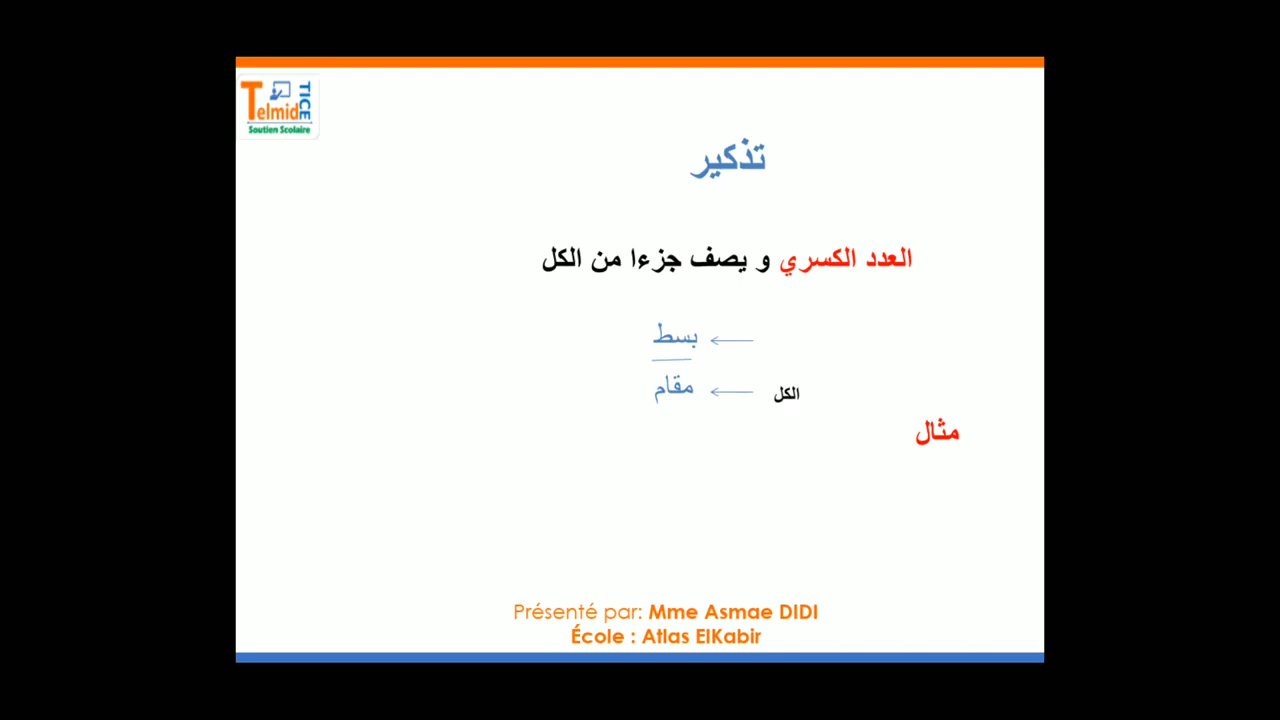 Telmid TICE
Soutien Scolaire
تذكير
العدد الكسري و يصف جزءا من الكل
بسط
مقام
الكل
مثال
Présenté par: Mme Asmae DIDI
École : Atlas ElKabir